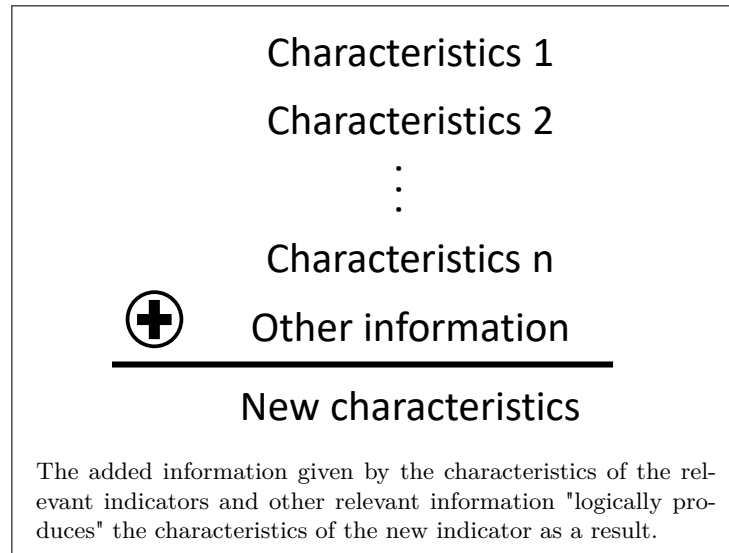 Characteristics 1
Characteristics 2
.
.
.
Characteristics n
Other information
New characteristics
The added information given by the characteristics of the rel-
evant indicators and other relevant information "logically pro-
duces" the characteristics of the new indicator as a result.